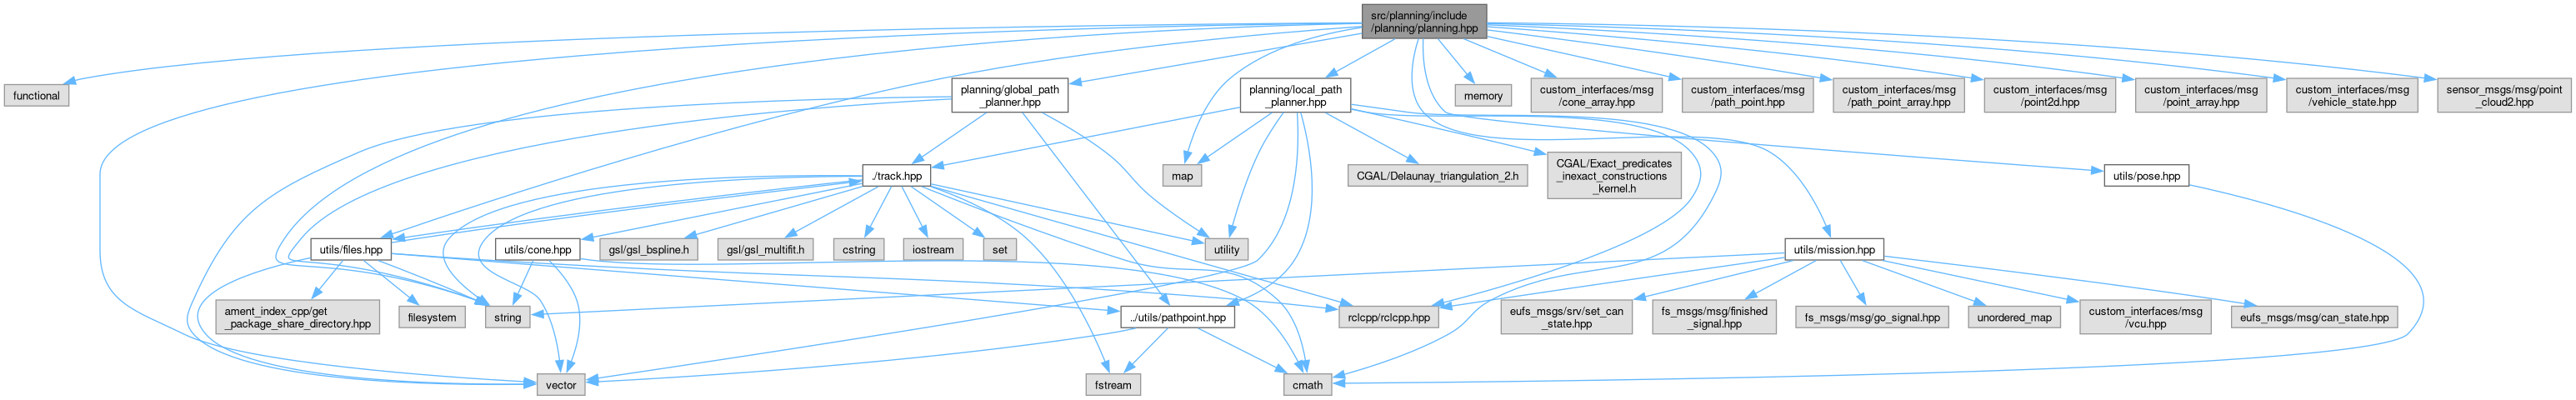 src/planning/include
/planning/planning.hpp
functional
planning/global_path
_planner.hpp
planning/local_path
_planner.hpp
memory
custom_interfaces/msg
/cone_array.hpp
custom_interfaces/msg
/path_point.hpp
custom_interfaces/msg
/path_point_array.hpp
custom_interfaces/msg
/point2d.hpp
custom_interfaces/msg
/point_array.hpp
custom_interfaces/msg
/vehicle_state.hpp
sensor_msgs/msg/point
_cloud2.hpp
./track.hpp
map
CGAL/Delaunay_triangulation_2.h
CGAL/Exact_predicates
_inexact_constructions
_kernel.h
utils/pose.hpp
utils/files.hpp
utils/cone.hpp
gsl/gsl_bspline.h
gsl/gsl_multifit.h
cstring
iostream
set
utility
utils/mission.hpp
ament_index_cpp/get
_package_share_directory.hpp
filesystem
string
../utils/pathpoint.hpp
rclcpp/rclcpp.hpp
eufs_msgs/srv/set_can
_state.hpp
fs_msgs/msg/finished
_signal.hpp
fs_msgs/msg/go_signal.hpp
unordered_map
custom_interfaces/msg
/vcu.hpp
eufs_msgs/msg/can_state.hpp
vector
fstream
cmath